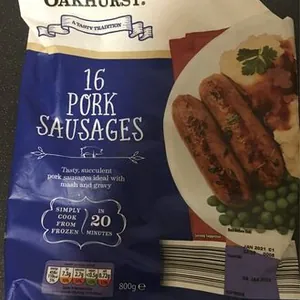 OAKHURST.
A TASTY TRADITION
16
PORK
SAUSAGES
Tasty, succulent
pork sausages ideal with
mash and gravy
SIMPLY
COOK
FROM
FROZEN
IN
20
MINUTES
800g e